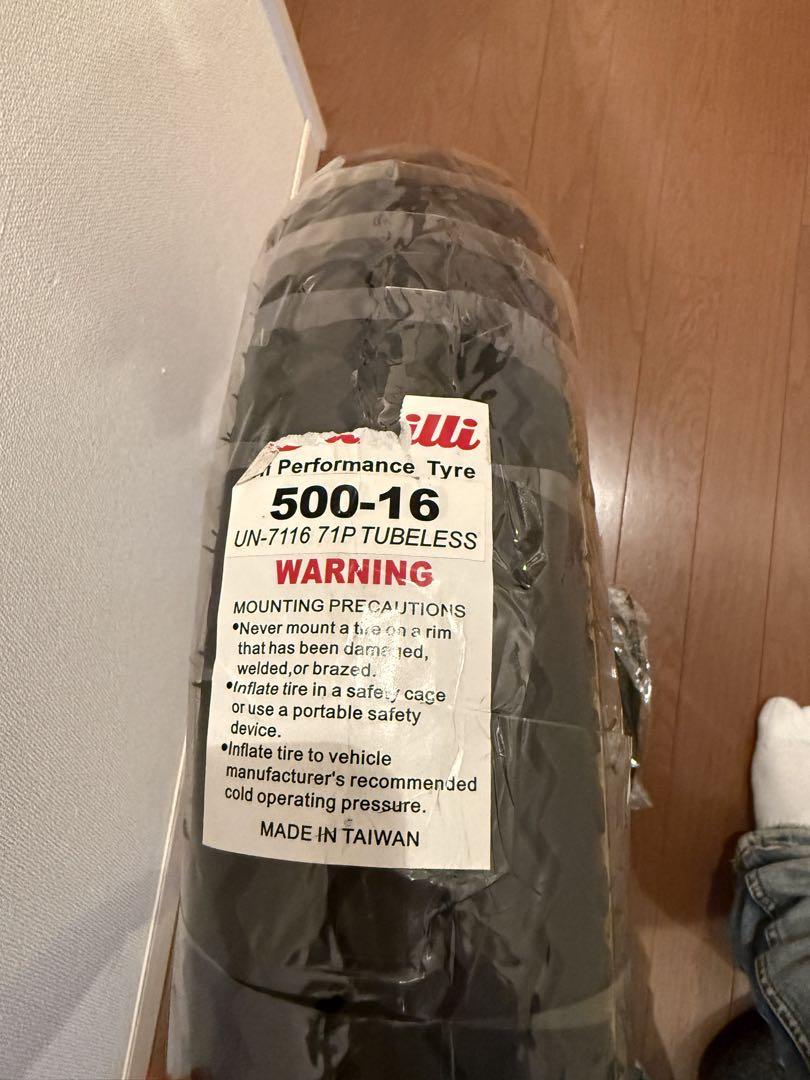 Performance Tyre
500-16
UN-7116 71P TUBELESS
WARNING
MOUNTING PRECAUTIONS
•Never mount a tire on a rim
that has been damaged,
welded,or brazed.
•Inflate tire in a safety cage
or use a portable safety
device.
•Inflate tire to vehicle
manufacturer's recommended
cold operating pressure.
MADE IN TAIWAN